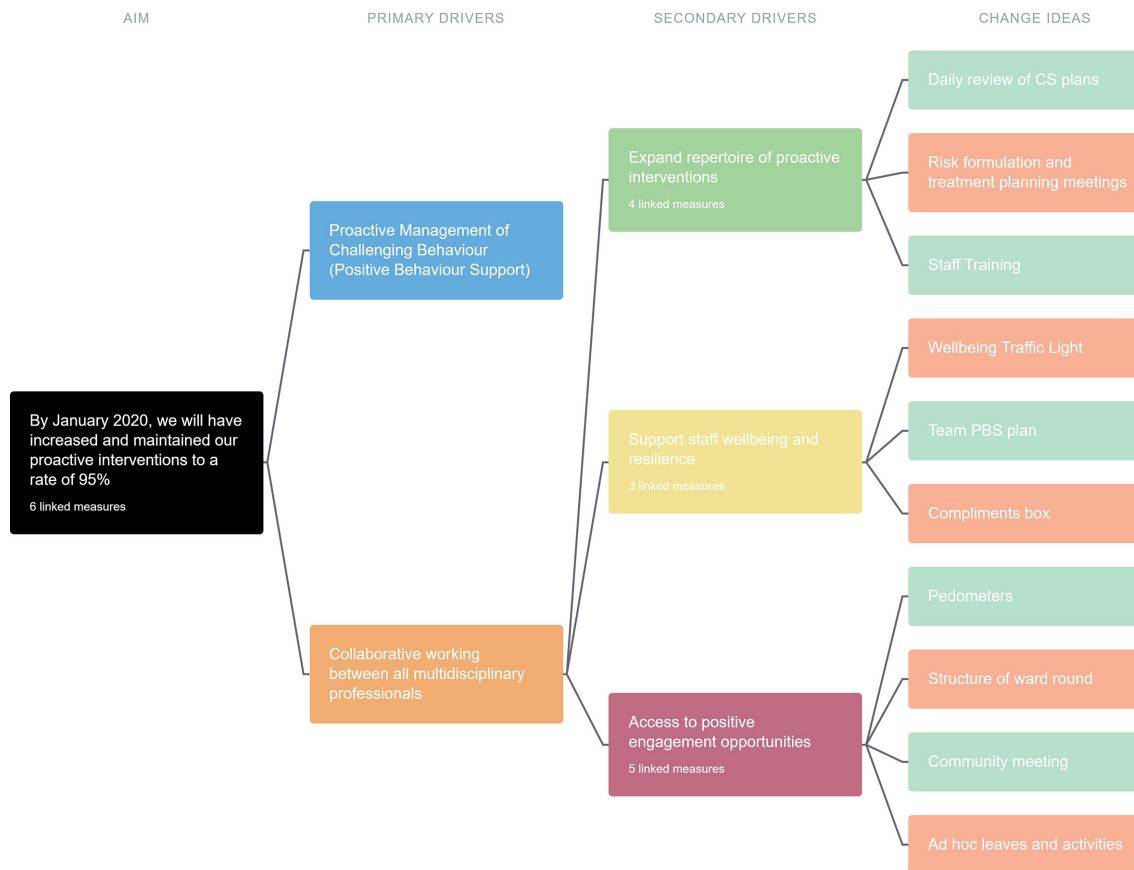 AIM
PRIMARY DRIVERS
SECONDARY DRIVERS
CHANGE IDEAS
By January 2020, we will have
increased and maintained our
proactive interventions to a
rate of 95%
6 linked measures
Proactive Management of
Challenging Behaviour
(Positive Behaviour Support)
Collaborative working
between all multidisciplinary
professionals
Expand repertoire of proactive
interventions
4 linked measures
Support staff wellbeing and
resilience
3 linked measures
Access to positive
engagement opportunities
5 linked measures
Daily review of CS plans
Risk formulation and
treatment planning meetings
Staff Training
Wellbeing Traffic Light
Team PBS plan
Compliments box
Pedometers
Structure of ward round
Community meeting
Ad hoc leaves and activities